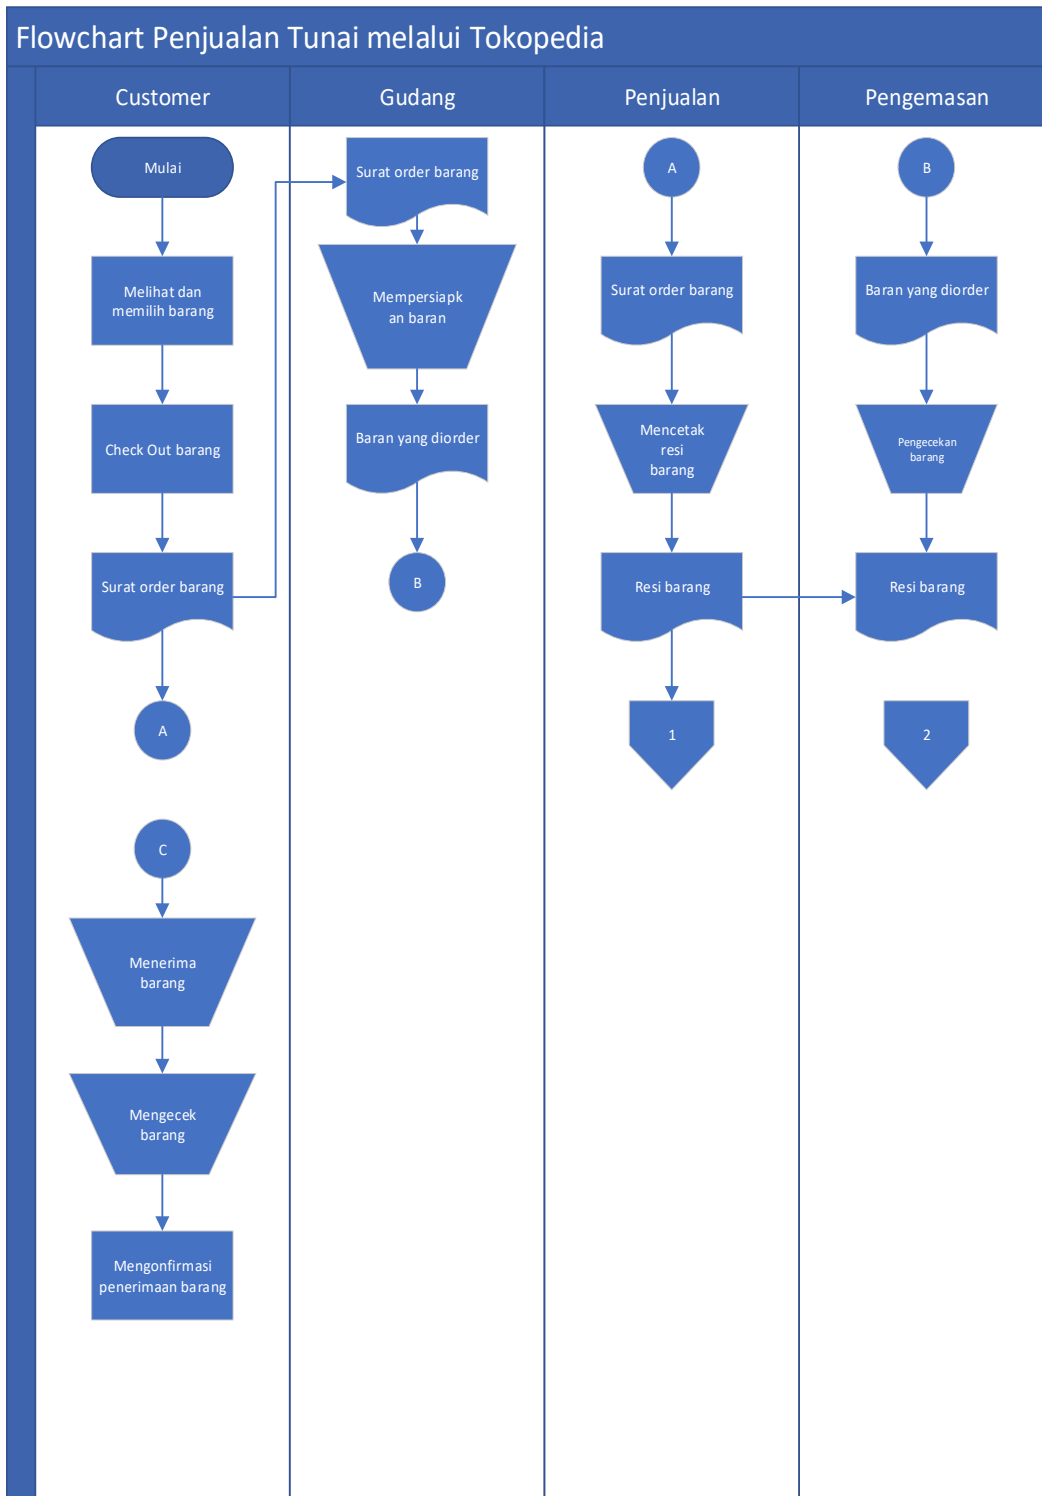 Flowchart Penjualan Tunai melalui Tokopedia
Customer
Gudang
Penjualan
Pengemasan
Mulai
Melihat dan
memilih barang
Check Out barang
Surat order barang
A
C
Menerima
barang
Mengecek
barang
Mengonfirmasi
penerimaan barang
Surat order barang
Mempersiapk
an baran
Baran yang diorder
B
A
Surat order barang
Mencetak
resi
barang
Resi barang
1
B
Baran yang diorder
Pengecekan
barang
Resi barang
2